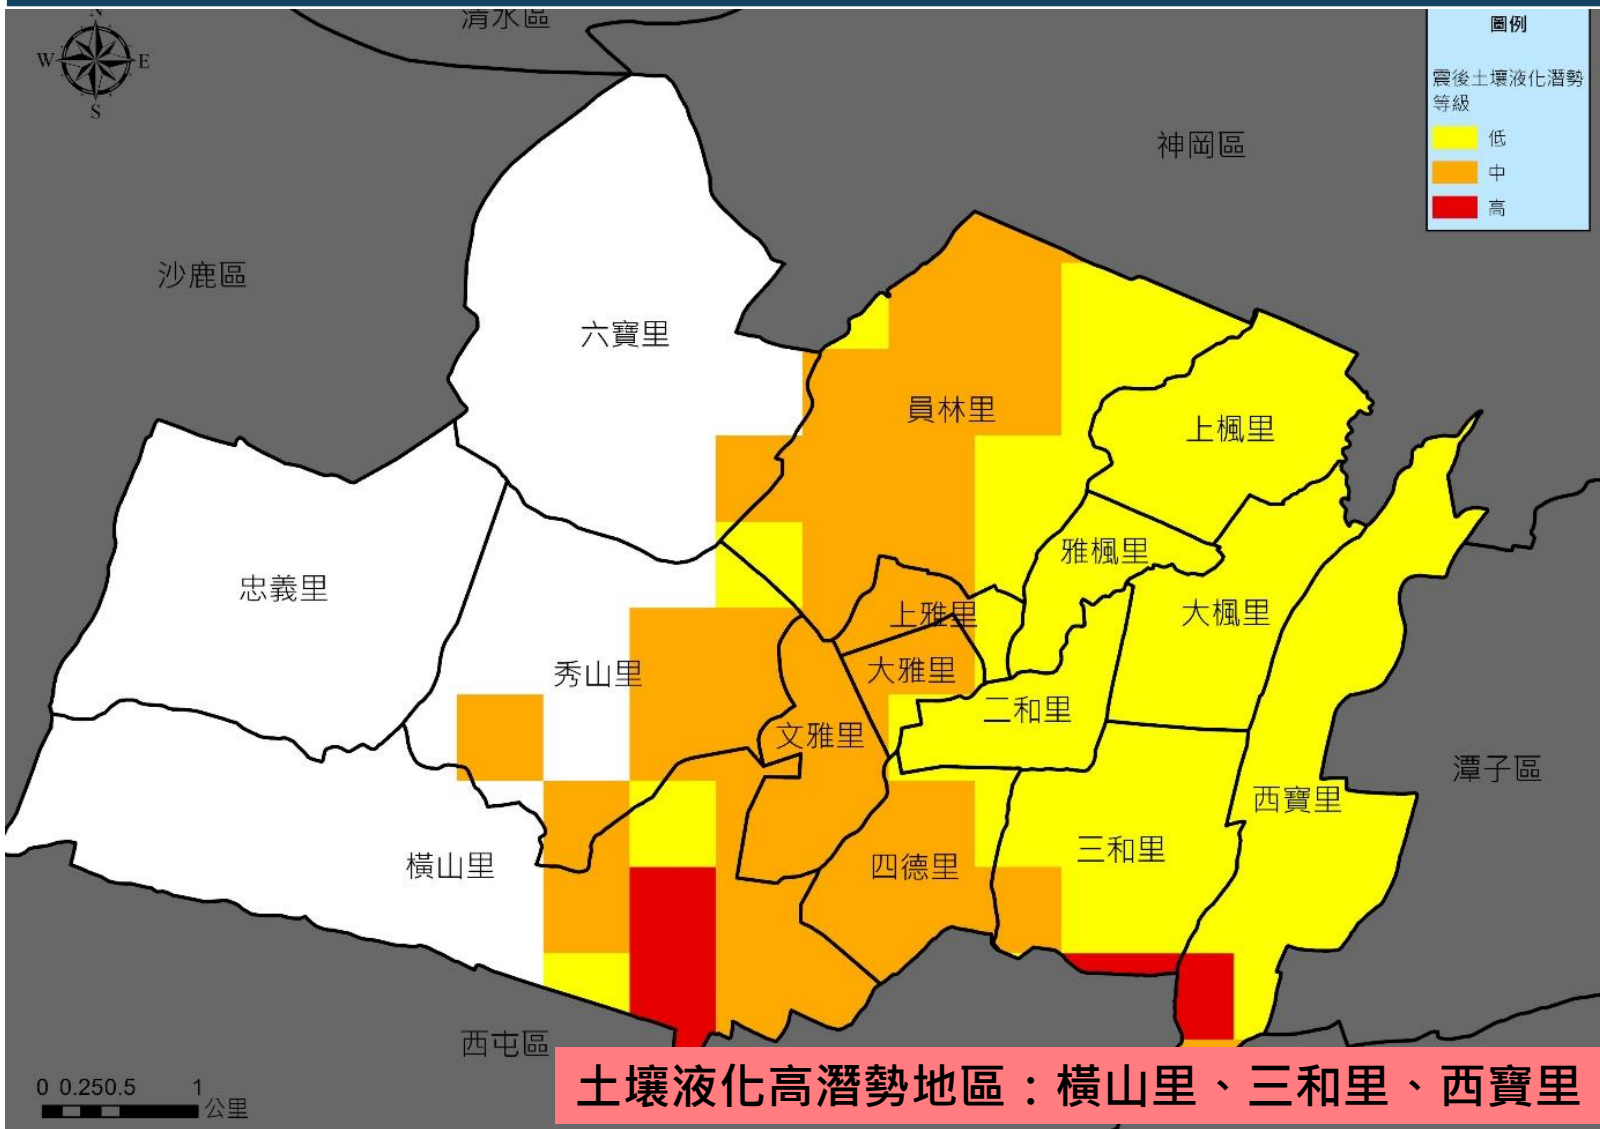 清水區
N
W E
S
圖例
震後土壤液化潛勢
等級
低
中
高
神岡區
沙鹿區
六寶里
員林里
上楓里
雅楓里
忠義里
大楓里
上雅里
秀山里
大雅里
二和里
文雅里
潭子區
西寶里
三和里
橫山里
四德里
西屯區
土壤液化高潛勢地區：橫山里、三和里、西寶里
0 0.250.5 1
公里